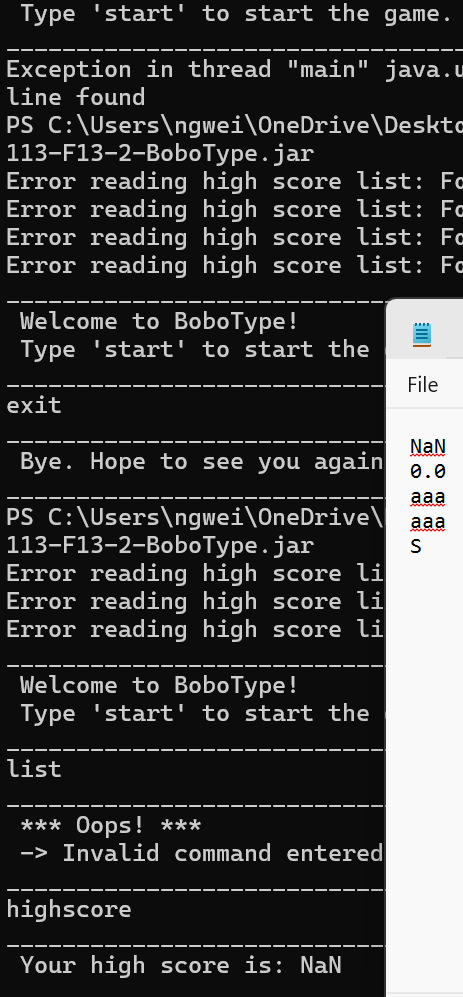 Type 'start' to start the game.
Exception in thread "main" java.u
line found
PS C:\Users\ngwei\OneDrive\Deskto
113-F13-2-BoboType.jar
Error reading high score list: Fo
Error reading high score list: Fo
Error reading high score list: Fo
Error reading high score list: Fo
Welcome to BoboType!
Type 'start' to start the
exit
Bye. Hope to see you again
PS C:\Users\ngwei\OneDrive\
113-F13-2-BoboType.jar
Error reading high score li
Error reading high score li
Error reading high score li
Welcome to BoboType!
Type 'start' to start the
list
*** Oops! ***
-> Invalid command entered
highscore
Your high score is: NaN
File
NaN
0.0
aaa
aaa
S